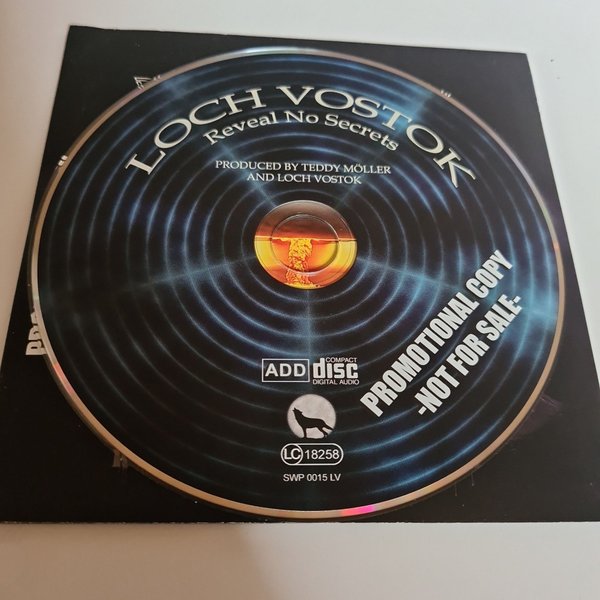 LOCH VOSTOK
Reveal No Secrets
PRODUCED BY TEDDY MÖLLER
AND LOCH VOSTOK
PROMOTIONAL COPY
-NOT FOR SALE-
ADD
COMPACT
disc
DIGITAL AUDIO
LC 18258
SWP 0015 LV